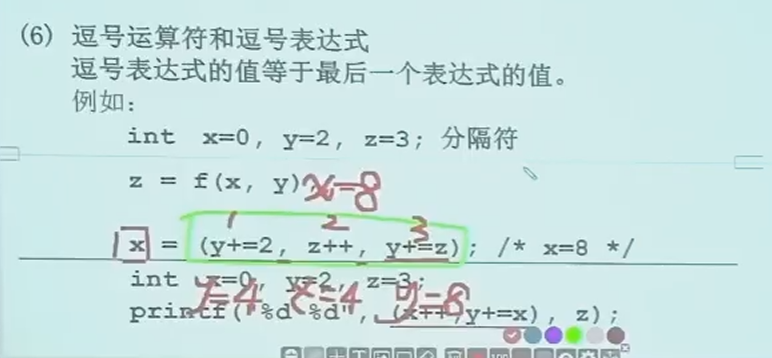 (6) 逗号运算符和逗号表达式
逗号表达式的值等于最后一个表达式的值。
例如:
int x=0, y=2, z=3; 分隔符
z = f(x, y) x=8
1 2 3
x = (y+=2, z++, y+=z); /* x=8 */
int x=0, y=2, z=3;
y=4 z=4 y=8
printf("%d %d", (x++,y+=x), z);